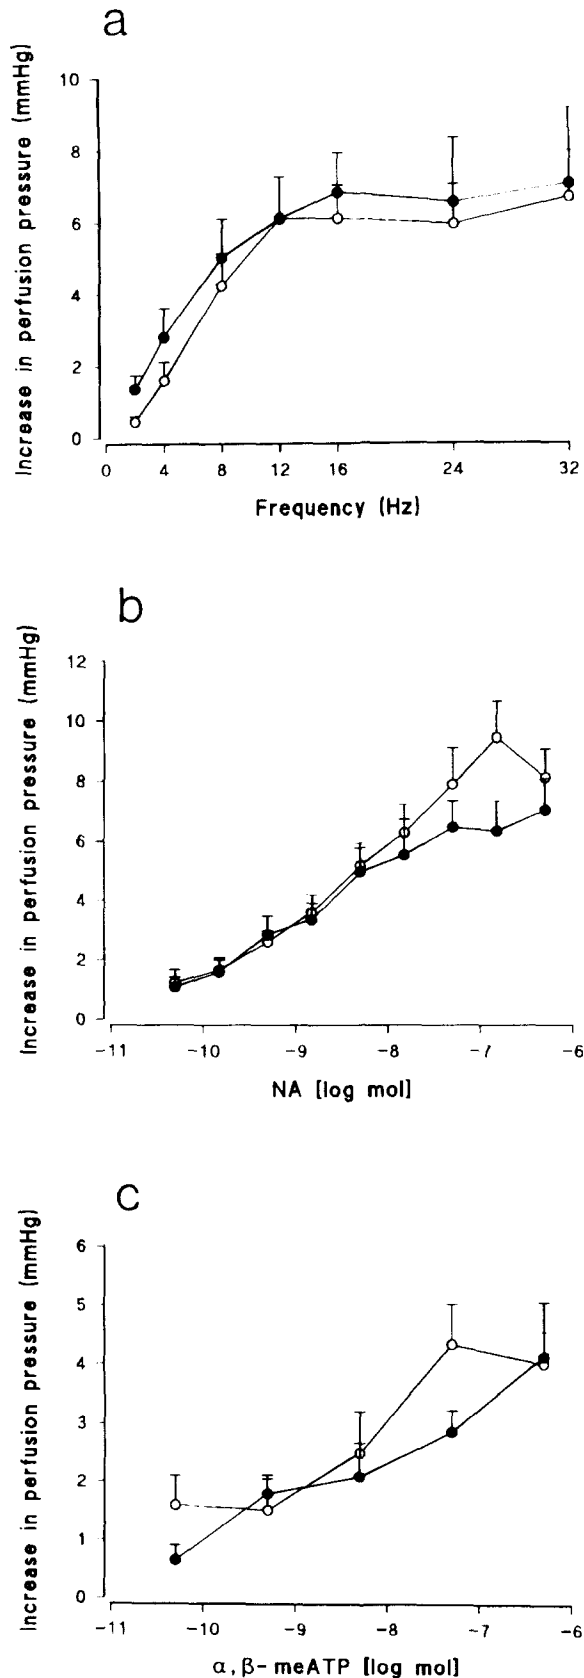 a
Increase in perfusion pressure (mmHg)
10
8
6
4
2
0
0 4 8 12 16 24 32
Frequency (Hz)
b
Increase in perfusion pressure (mmHg)
12
10
8
6
4
2
0
-11 -10 -9 -8 -7 -6
NA [log mol]
c
Increase in perfusion pressure (mmHg)
6
5
4
3
2
1
0
-11 -10 -9 -8 -7 -6
α,β-meATP [log mol]